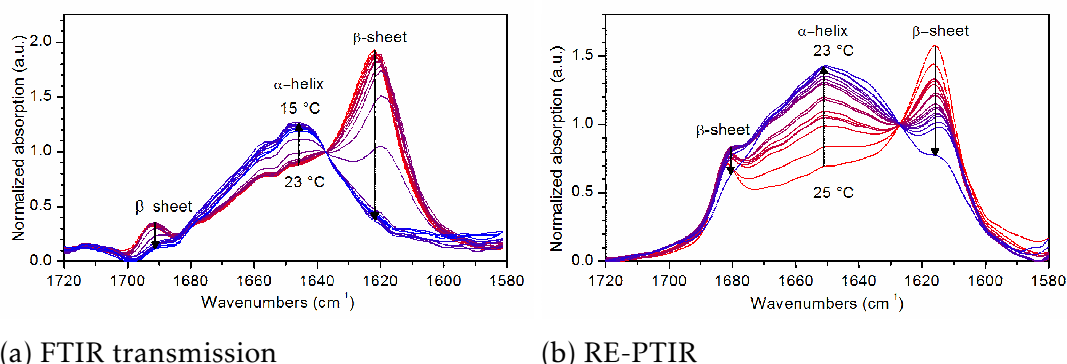 (a)
2.0
1.5
1.0
0.5
0.0
Normalized absorption (a.u.)
β-sheet
α-helix
15 °C
23 °C
β sheet
1720 1700 1680 1660 1640 1620 1600 1580
Wavenumbers (cm⁻¹)
(a) FTIR transmission
(b)
1.5
1.0
0.5
0.0
Normalized absorption (a.u.)
α-helix
23 °C
β-sheet
β-sheet
25 °C
1720 1700 1680 1660 1640 1620 1600 1580
Wavenumbers (cm⁻¹)
(b) RE-PTIR